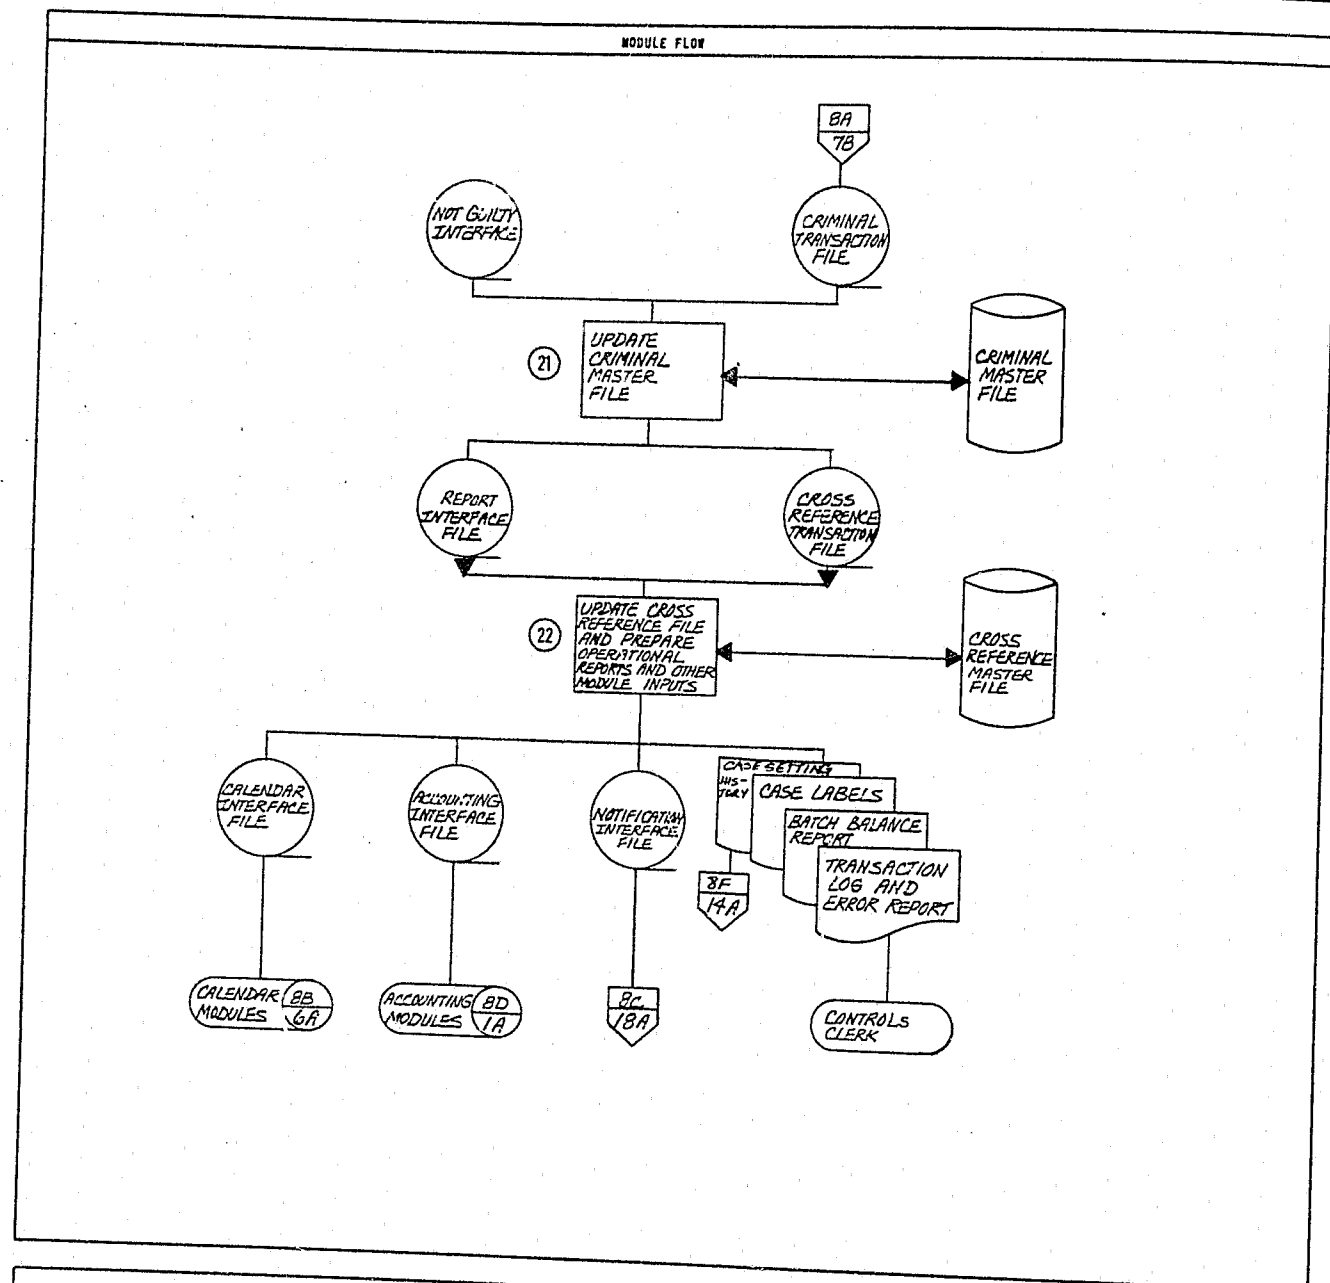 MODULE FLOW
8A
7B
NOT GUILTY
INTERFACE
CRIMINAL
TRANSACTION
FILE
21
UPDATE
CRIMINAL
MASTER
FILE
CRIMINAL
MASTER
FILE
REPORT
INTERFACE
FILE
CROSS
REFERENCE
TRANSACTION
FILE
22
UPDATE CROSS
REFERENCE FILE
AND PREPARE
OPERATIONAL
REPORTS AND OTHER
MODULE INPUTS
CROSS
REFERENCE
MASTER
FILE
CALENDAR
INTERFACE
FILE
ACCOUNTING
INTERFACE
FILE
NOTIFICATION
INTERFACE
FILE
CASE SETTING
HIS-
TORY
CASE LABELS
BATCH BALANCE
REPORT
TRANSACTION
LOG AND
ERROR REPORT
8F
14A
CALENDAR
MODULES
8B
6A
ACCOUNTING
MODULES
8D
1A
8C
18A
CONTROLS
CLERK